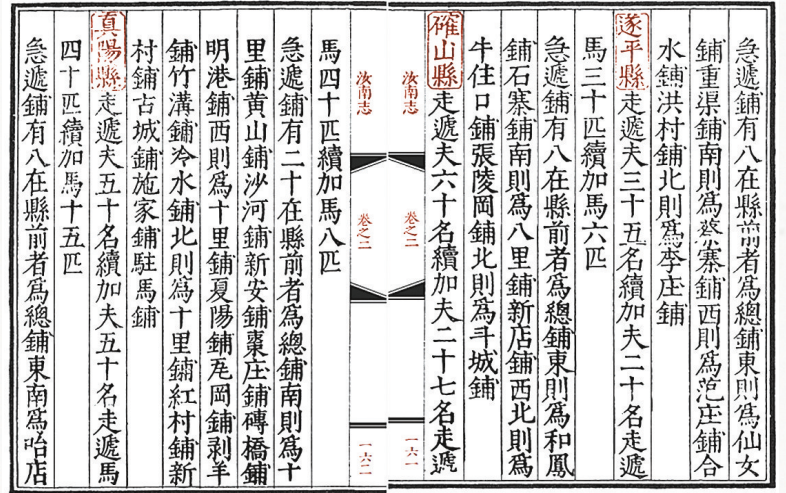 急遞鋪有八在縣前者爲總鋪東則爲仙女
鋪重渠鋪南則爲蔡寨鋪西則爲范庄鋪合
水鋪洪村鋪北則爲李庄鋪
遂平縣走遞夫三十五名續加夫二十名走遞
馬三十匹續加馬六匹
急遞鋪有八在縣前者爲總鋪東則爲和鳳
鋪石寨鋪南則爲八里鋪新店鋪西北則爲
牛住口鋪張陵岡鋪北則爲斗城鋪
確山縣走遞夫六十名續加夫二十七名走遞
汝南志
卷之二
一六一
汝南志
卷之二
一六二
馬四十匹續加馬八匹
急遞鋪有二十在縣前者爲總鋪南則爲十
里鋪黄山鋪沙河鋪新安鋪棗庄鋪磚橋鋪
明港鋪西則爲十里鋪夏陽鋪瓦岡鋪剥羊
鋪竹溝鋪冷水鋪北則爲十里鋪紅村鋪新
村鋪古城鋪施家鋪駐馬鋪
真陽縣走遞夫五十名續加夫五十名走遞馬
四十匹續加馬十五匹
急遞鋪有八在縣前者爲總鋪東南爲咍店